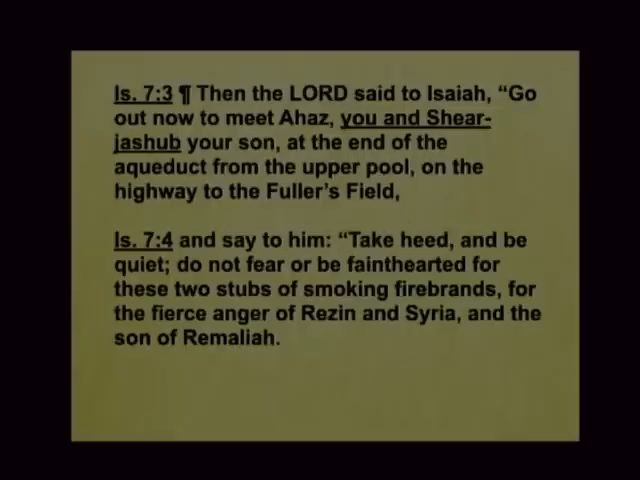 Is. 7:3 ¶ Then the LORD said to Isaiah, “Go
out now to meet Ahaz, you and Shear-
jashub your son, at the end of the
aqueduct from the upper pool, on the
highway to the Fuller’s Field,
Is. 7:4 and say to him: “Take heed, and be
quiet; do not fear or be fainthearted for
these two stubs of smoking firebrands, for
the fierce anger of Rezin and Syria, and the
son of Remaliah.